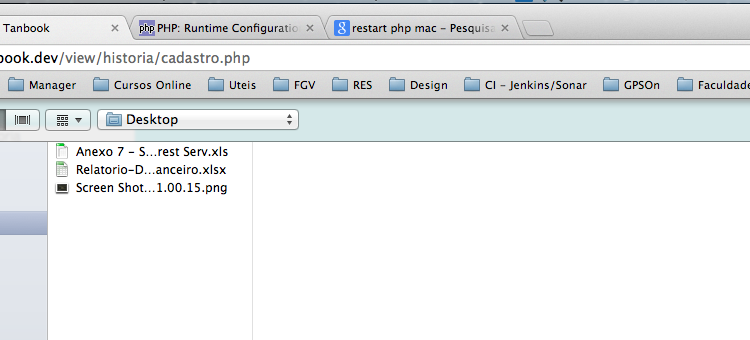 Tanbook php PHP: Runtime Configuratio restart php mac – Pesquisa
book.dev/view/historia/cadastro.php
Manager Cursos Online Uteis FGV RES Design CI – Jenkins/Sonar GPSOn Faculdade
Desktop
Anexo 7 – S...rest Serv.xls
Relatorio-D...anceiro.xlsx
Screen Shot...1.00.15.png